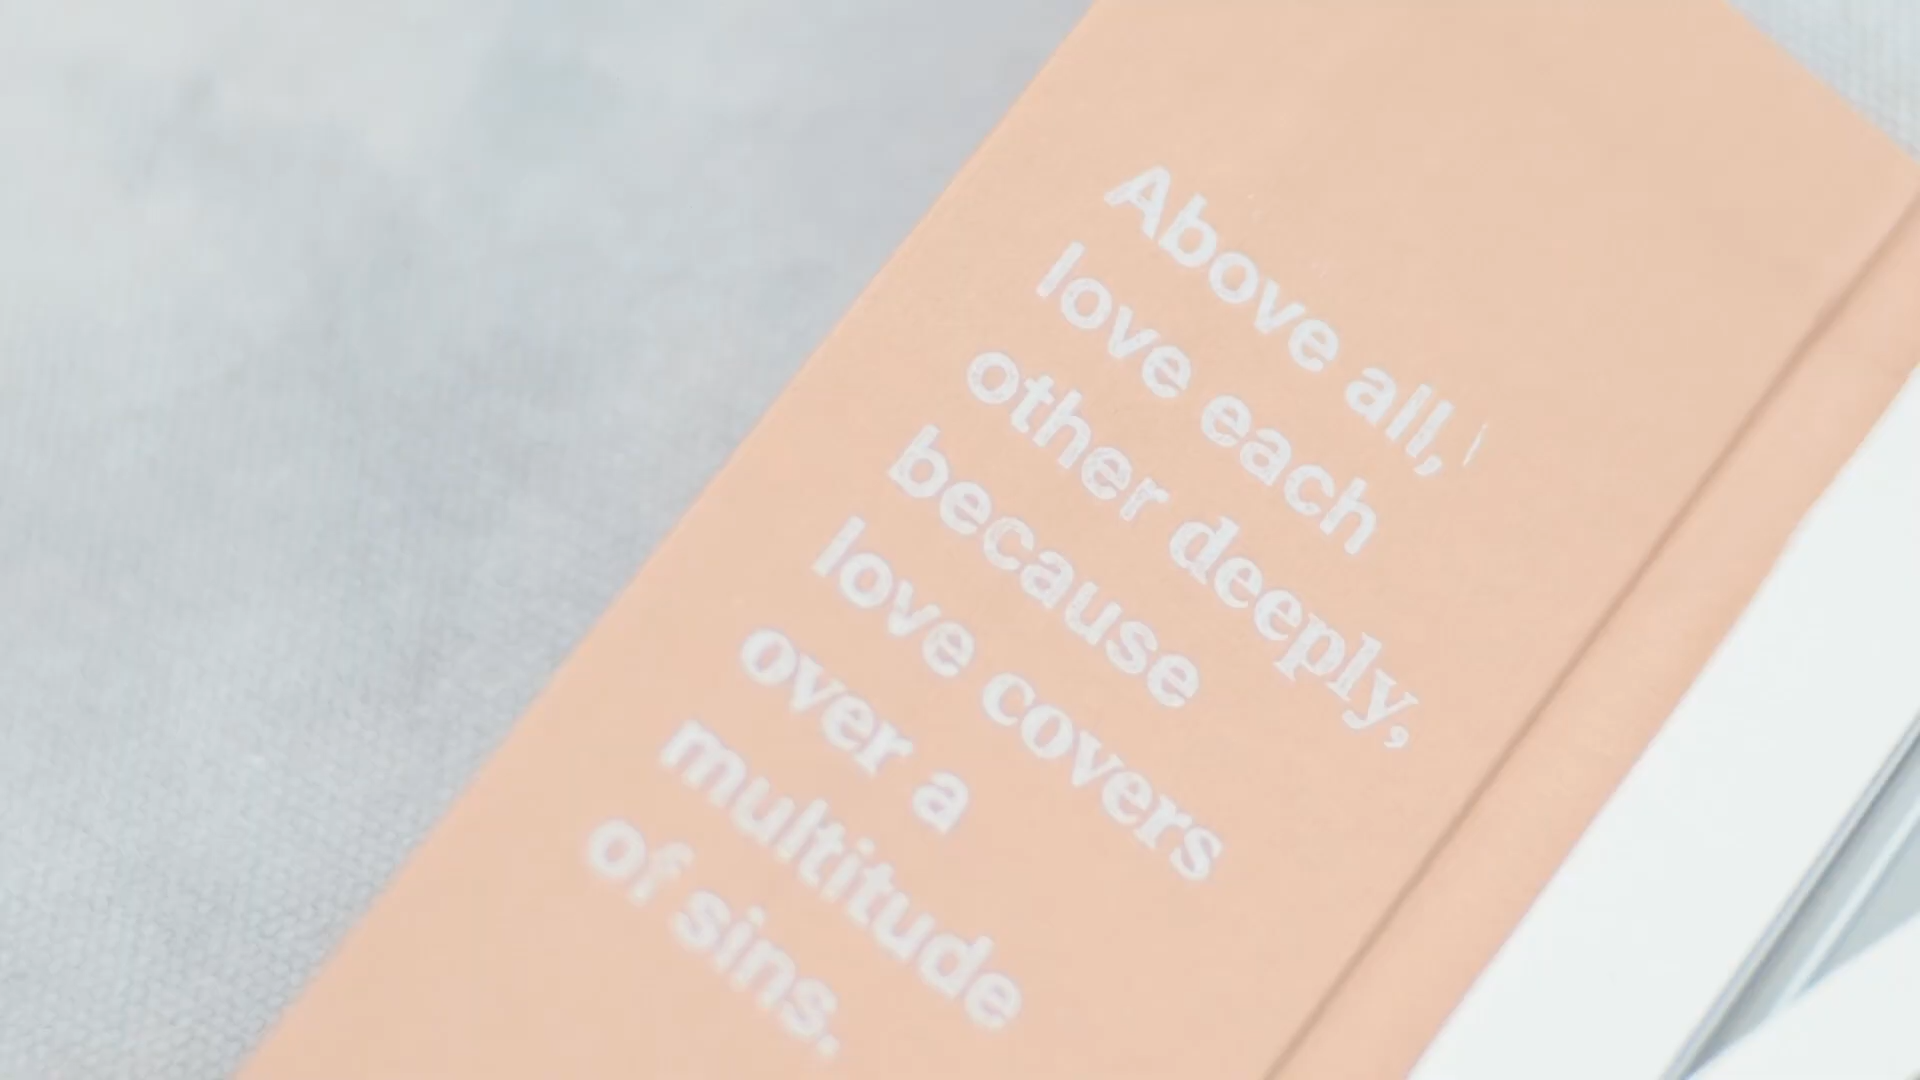 Above all,
love each
other deeply,
because
love covers
over a
multitude
of sins.